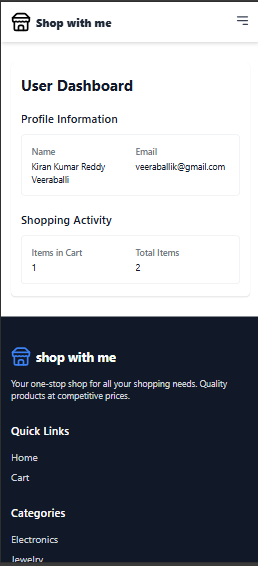 Shop with me
User Dashboard
Profile Information
Name
Kiran Kumar Reddy
Veeraballi
Email
veeraballik@gmail.com
Shopping Activity
Items in Cart
1
Total Items
2
shop with me
Your one-stop shop for all your shopping needs. Quality
products at competitive prices.
Quick Links
Home
Cart
Categories
Electronics
Jewelry